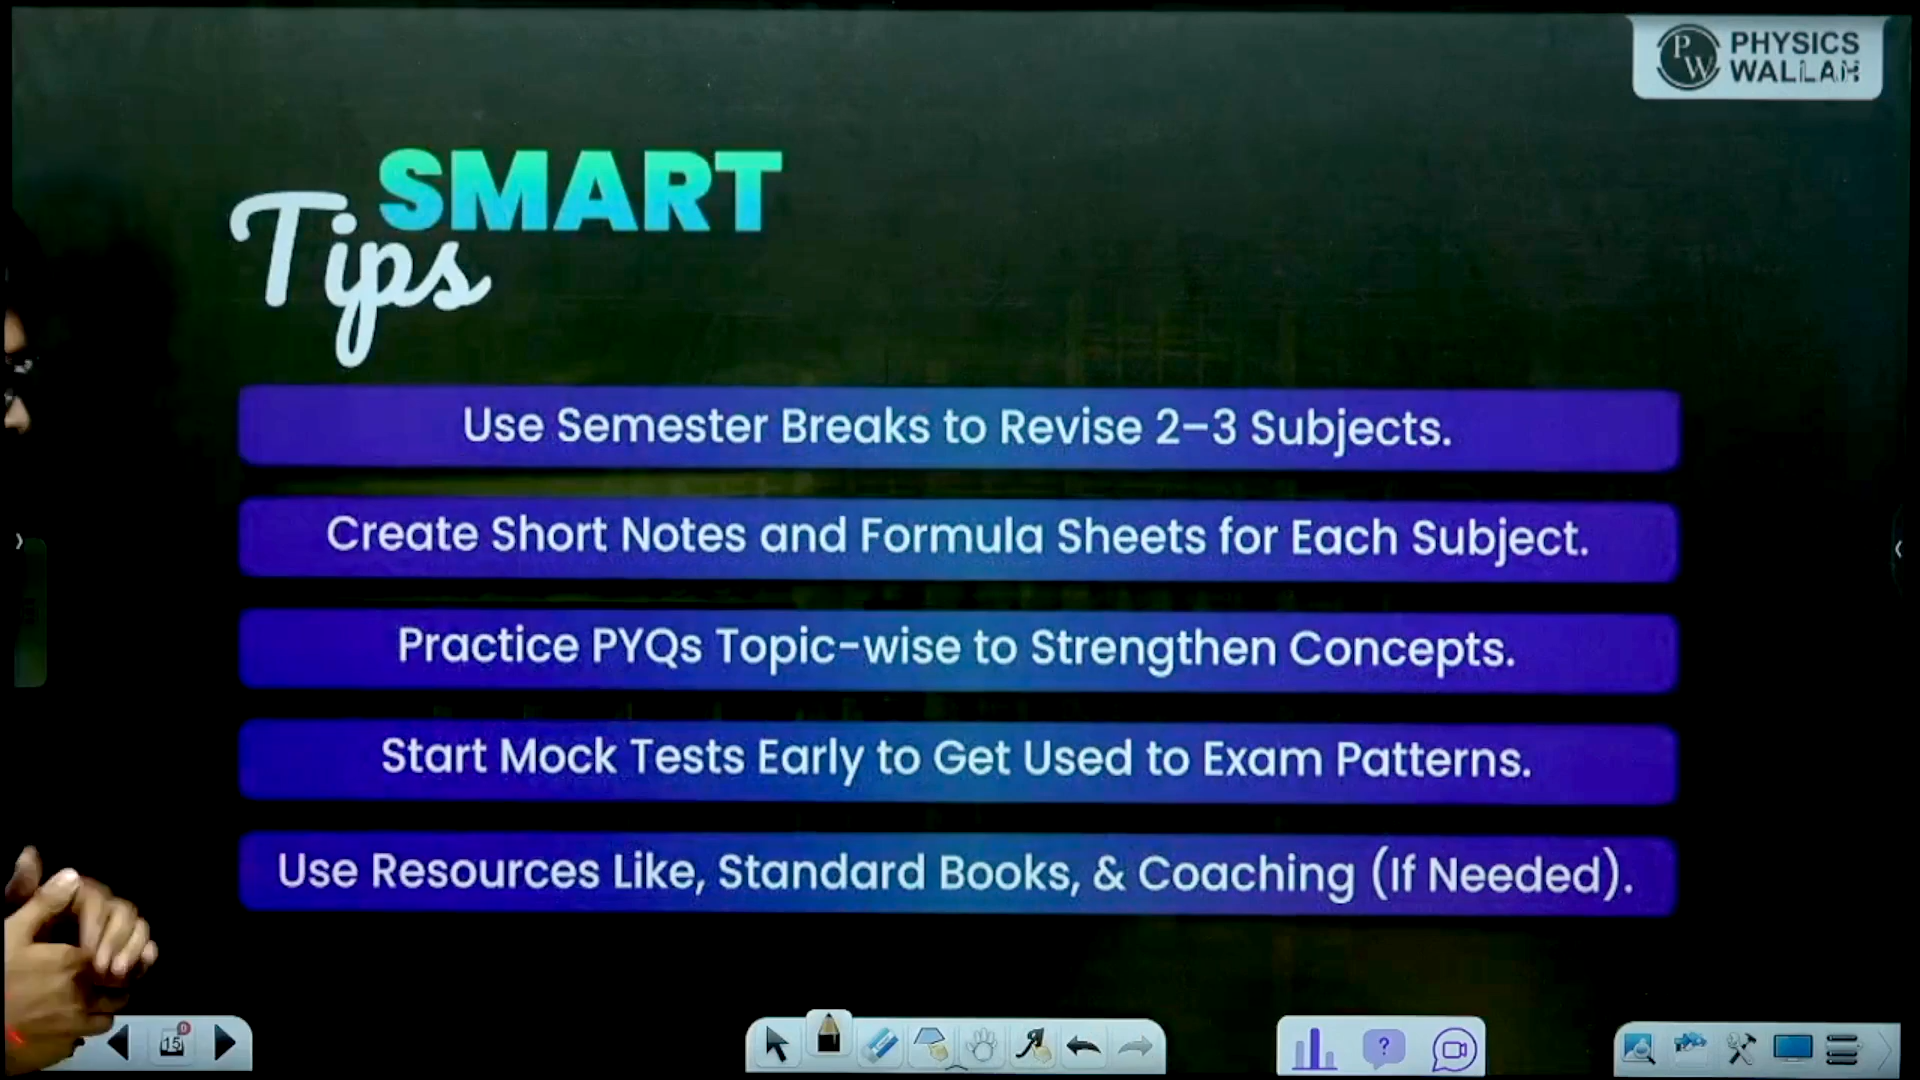 PHYSICS
WALLAH
SMART
Tips
Use Semester Breaks to Revise 2–3 Subjects.
Create Short Notes and Formula Sheets for Each Subject.
Practice PYQs Topic-wise to Strengthen Concepts.
Start Mock Tests Early to Get Used to Exam Patterns.
Use Resources Like, Standard Books, & Coaching (If Needed).
15